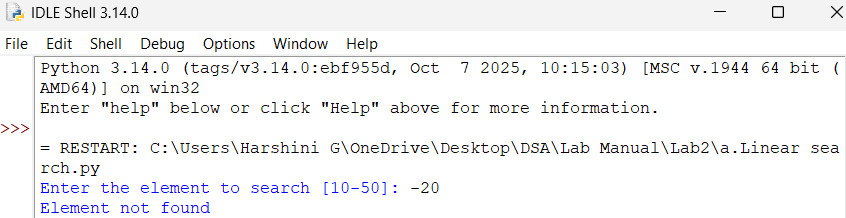 IDLE Shell 3.14.0
File Edit Shell Debug Options Window Help
Python 3.14.0 (tags/v3.14.0:ebf955d, Oct  7 2025, 10:15:03) [MSC v.1944 64 bit (
AMD64)] on win32
Enter "help" below or click "Help" above for more information.
>>>
= RESTART: C:\Users\Harshini G\OneDrive\Desktop\DSA\Lab Manual\Lab2\a.Linear sea
rch.py
Enter the element to search [10-50]: -20
Element not found